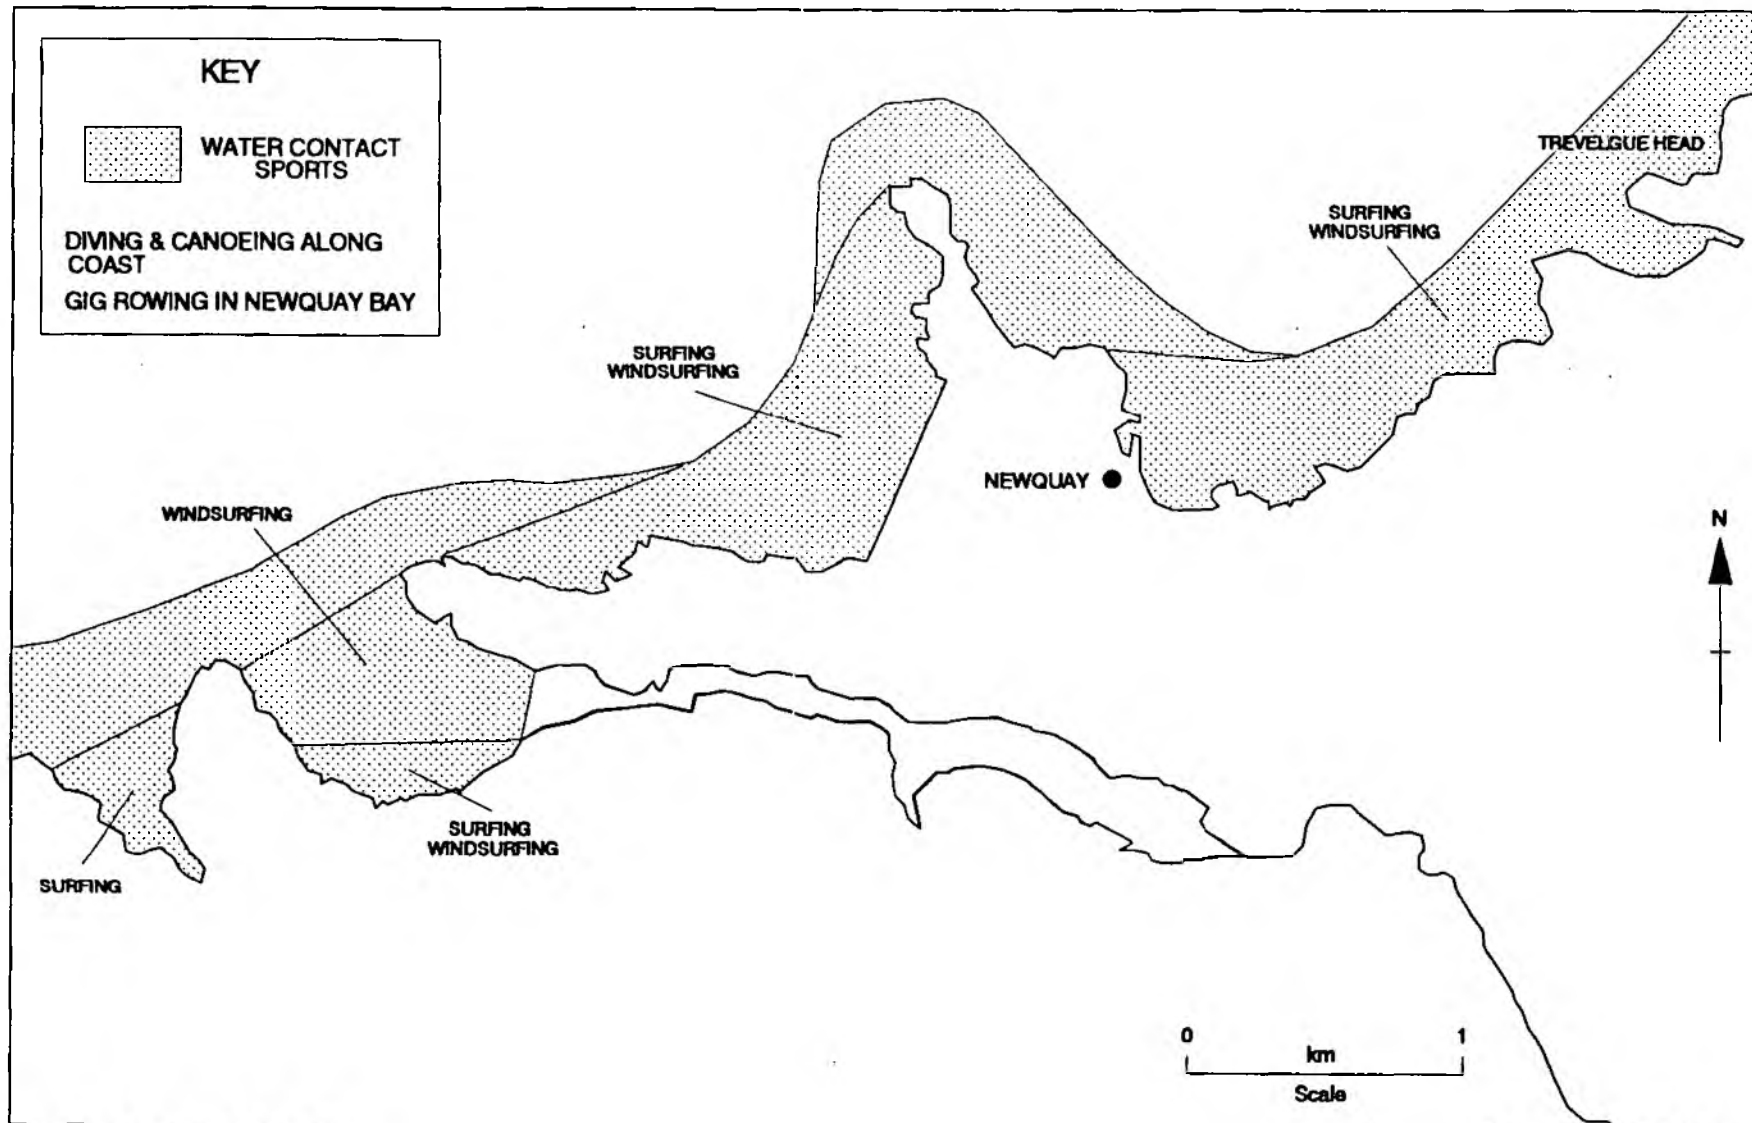 KEY
WATER CONTACT
SPORTS
DIVING & CANOEING ALONG
COAST
GIG ROWING IN NEWQUAY BAY
TREVELGUE HEAD
SURFING
WINDSURFING
SURFING
WINDSURFING
NEWQUAY
WINDSURFING
N
SURFING
WINDSURFING
SURFING
0
1
km
Scale